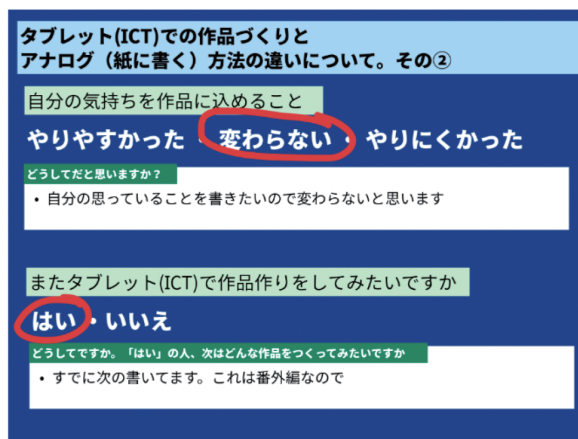 タブレット(ICT)での作品づくりと
アナログ（紙に書く）方法の違いについて。その②
自分の気持ちを作品に込めること
やりやすかった・変わらない・やりにくかった
どうしてだと思いますか？
• 自分の思っていることを書きたいので変わらないと思います
またタブレット(ICT)で作品作りをしてみたいですか
はい・いいえ
どうしてですか。「はい」の人、次はどんな作品をつくってみたいですか
• すでに次の書いてます。これは番外編なので